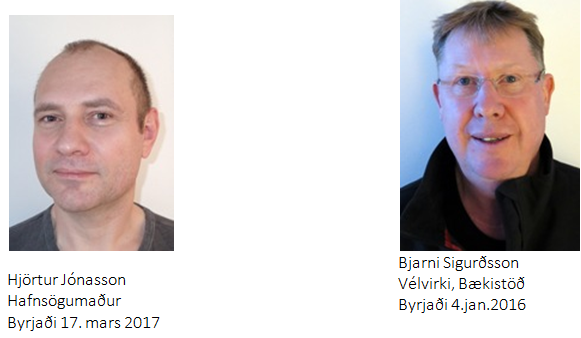 Hjörtur Jónasson
Hafnsögumaður
Byrjaði 17. mars 2017
Bjarni Sigurðsson
Vélvirki, Bækistöð
Byrjaði 4.jan.2016